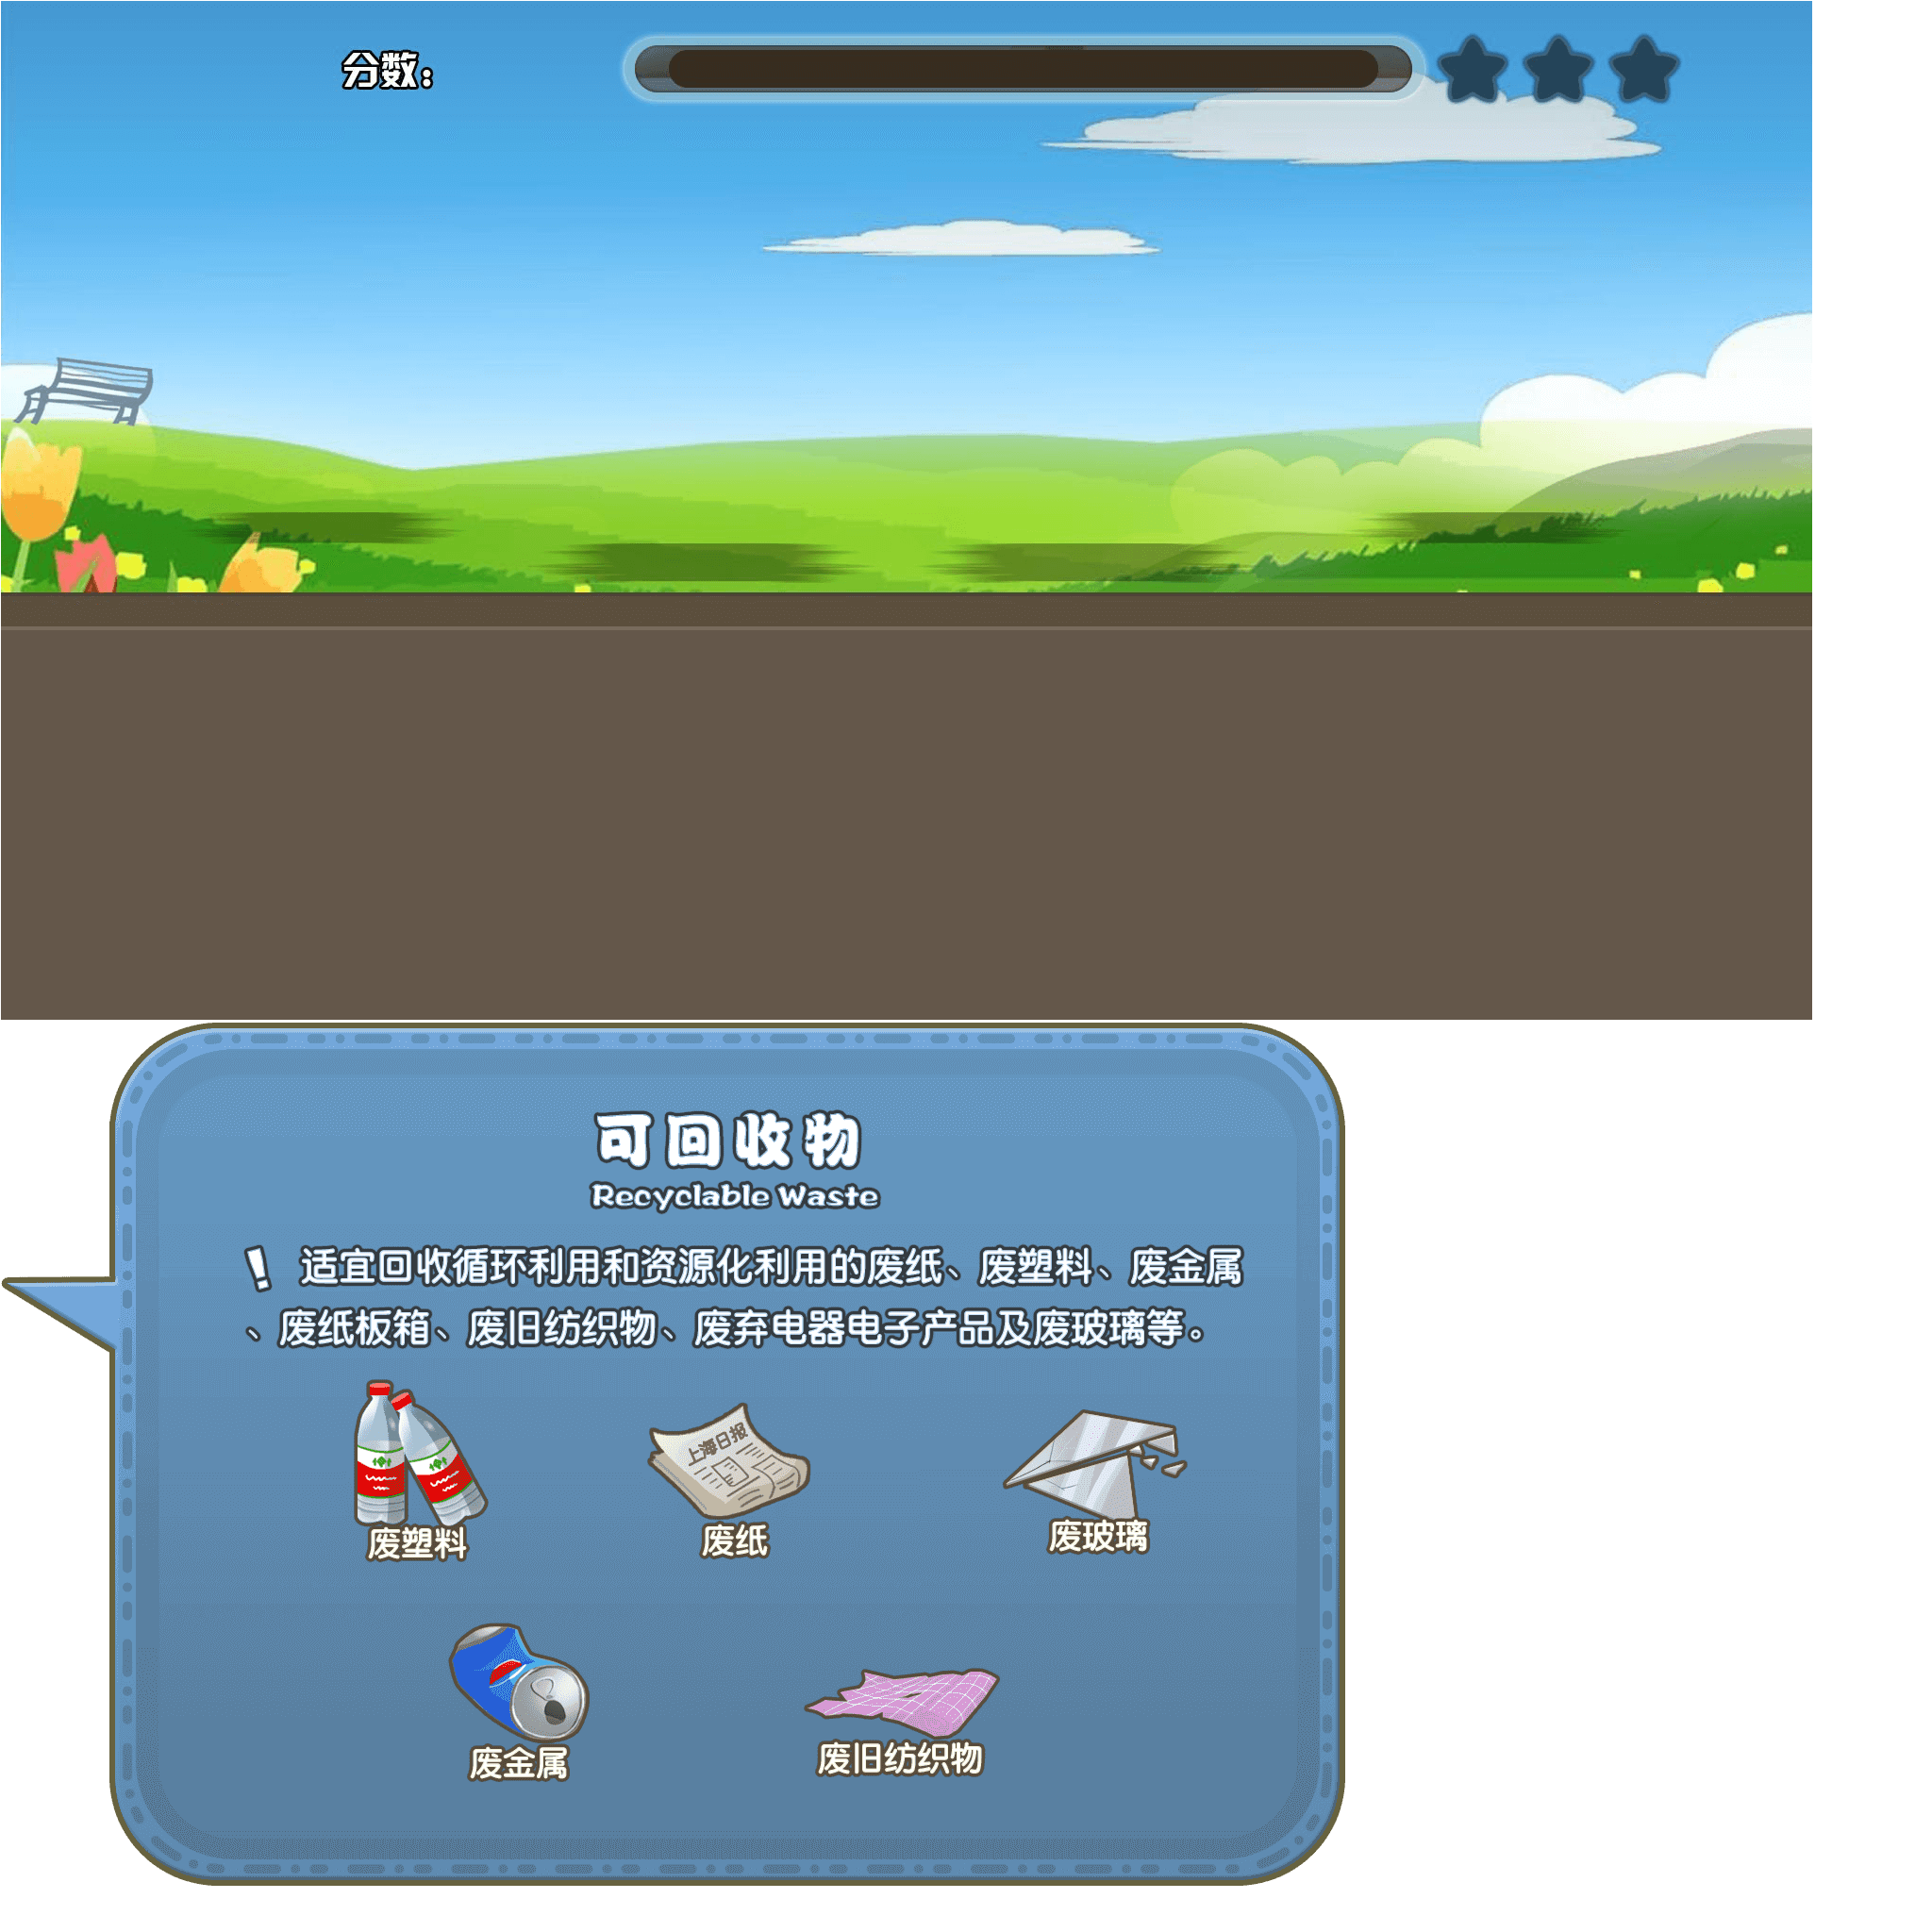 分数:
可回收物
Recyclable Waste
! 适宜回收循环利用和资源化利用的废纸、废塑料、废金属
、废纸板箱、废旧纺织物、废弃电器电子产品及废玻璃等。
上海日报
废塑料
废纸
废玻璃
废金属
废旧纺织物